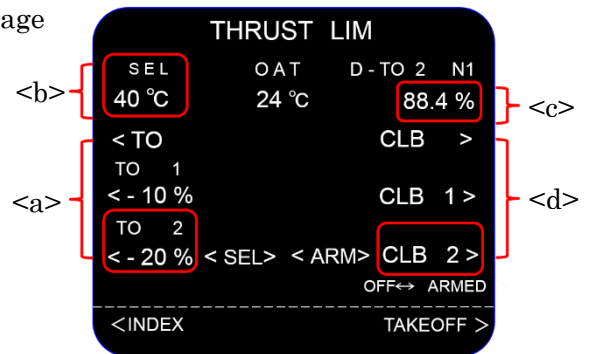 age
THRUST LIM
SEL OAT D-TO 2 N1
<b> 40 ℃ 24 ℃ 88.4 % <c>
< TO CLB >
TO 1
<a> < - 10 % CLB 1 > <d>
TO 2
< - 20 % < SEL> < ARM> CLB 2 >
OFF↔ ARMED
<INDEX TAKEOFF >